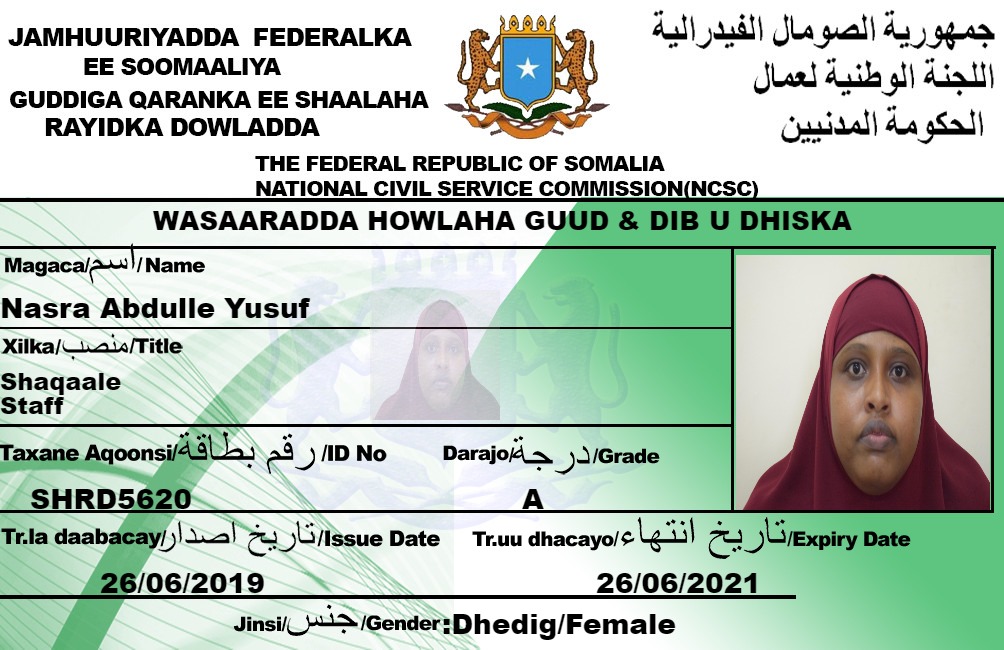 JAMHUURIYADDA FEDERALKA
EE SOOMAALIYA
GUDDIGA QARANKA EE SHAALAHA
RAYIDKA DOWLADDA
جمهورية الصومال الفيدرالية
اللجنة الوطنية لعمال
الحكومة المدنيين
THE FEDERAL REPUBLIC OF SOMALIA
NATIONAL CIVIL SERVICE COMMISSION(NCSC)
WASAARADDA HOWLAHA GUUD & DIB U DHISKA
Magaca/اسم/ Name
Nasra Abdulle Yusuf
Xilka/منصب/Title
Shaqaale
Staff
Taxane Aqoonsi/رقم بطاقة /ID No
Darajo/درجة/Grade
SHRD5620
A
Tr.la daabacay/تاريخ اصدار/Issue Date
Tr.uu dhacayo/تاريخ انتهاء/Expiry Date
26/06/2019
26/06/2021
Jinsi/جنس/Gender:Dhedig/Female